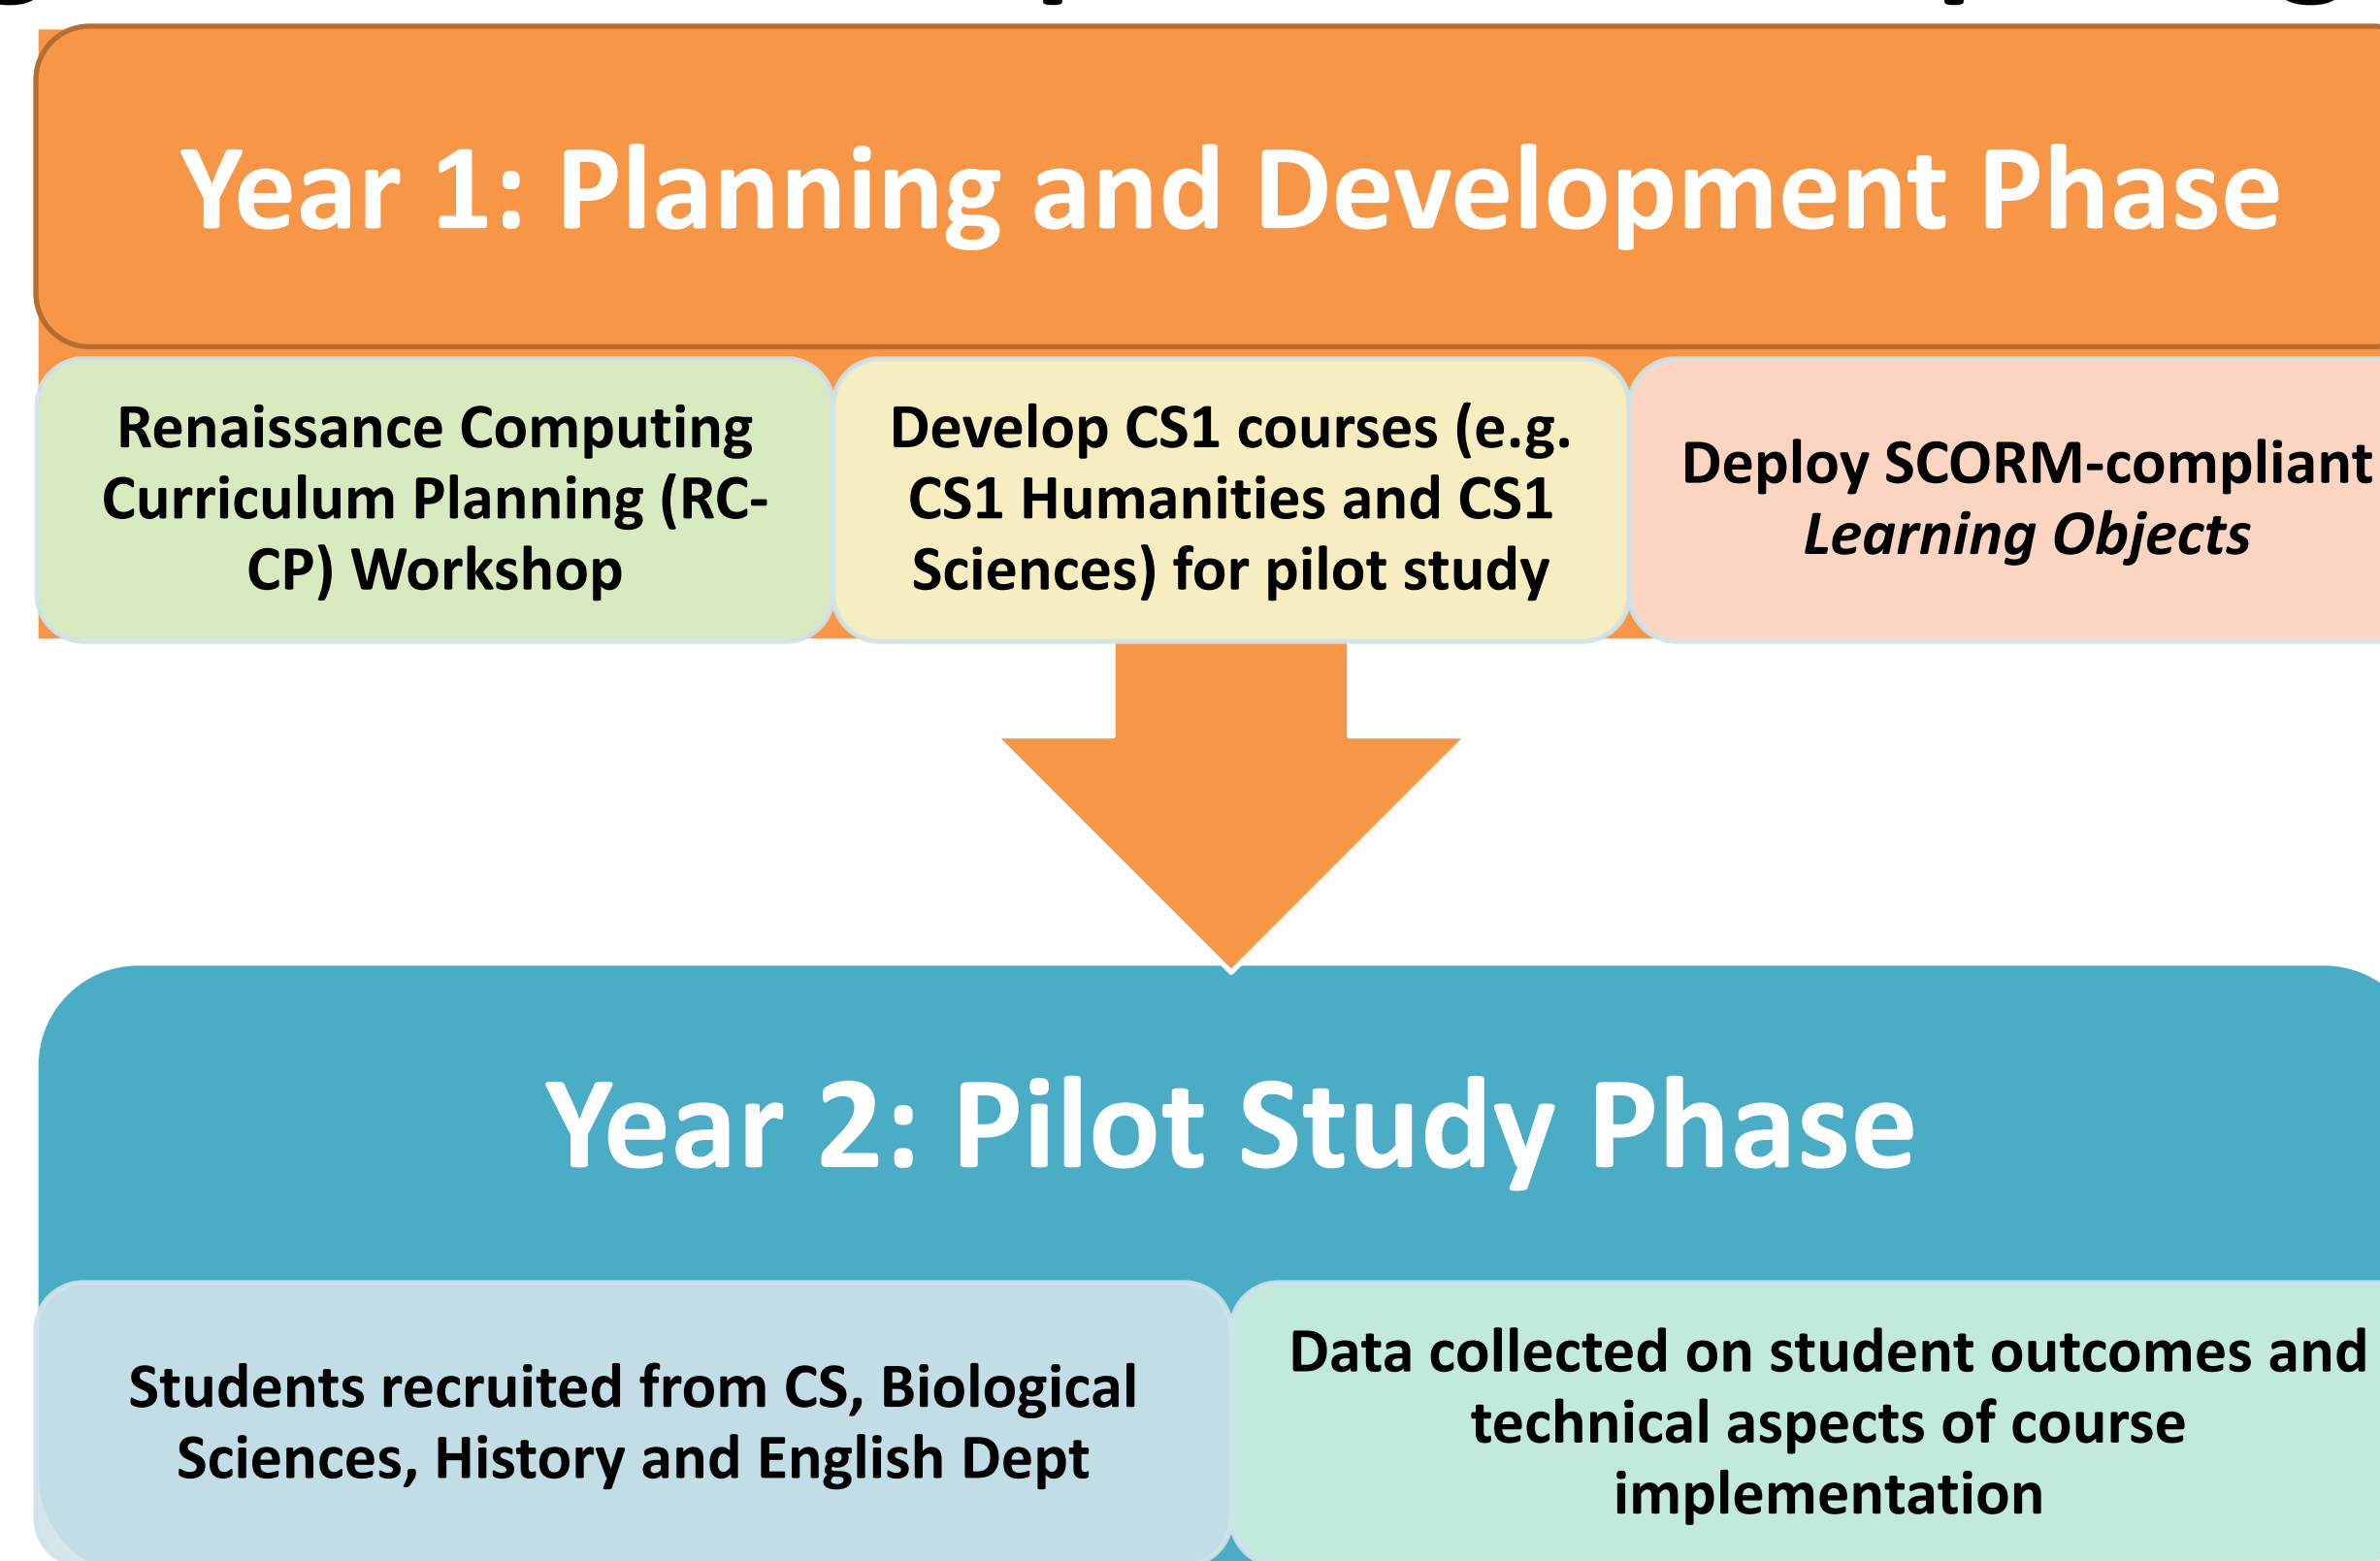 Year 1: Planning and Development Phase
Renaissance Computing
Curriculum Planning (RC-
CP) Workshop
Develop CS1 courses (e.g.
CS1 Humanities and CS1
Sciences) for pilot study
Deploy SCORM-compliant
Learning Objects
Year 2: Pilot Study Phase
Students recruited from CS, Biological
Sciences, History and English Dept
Data collected on student outcomes and
technical aspects of course
implementation